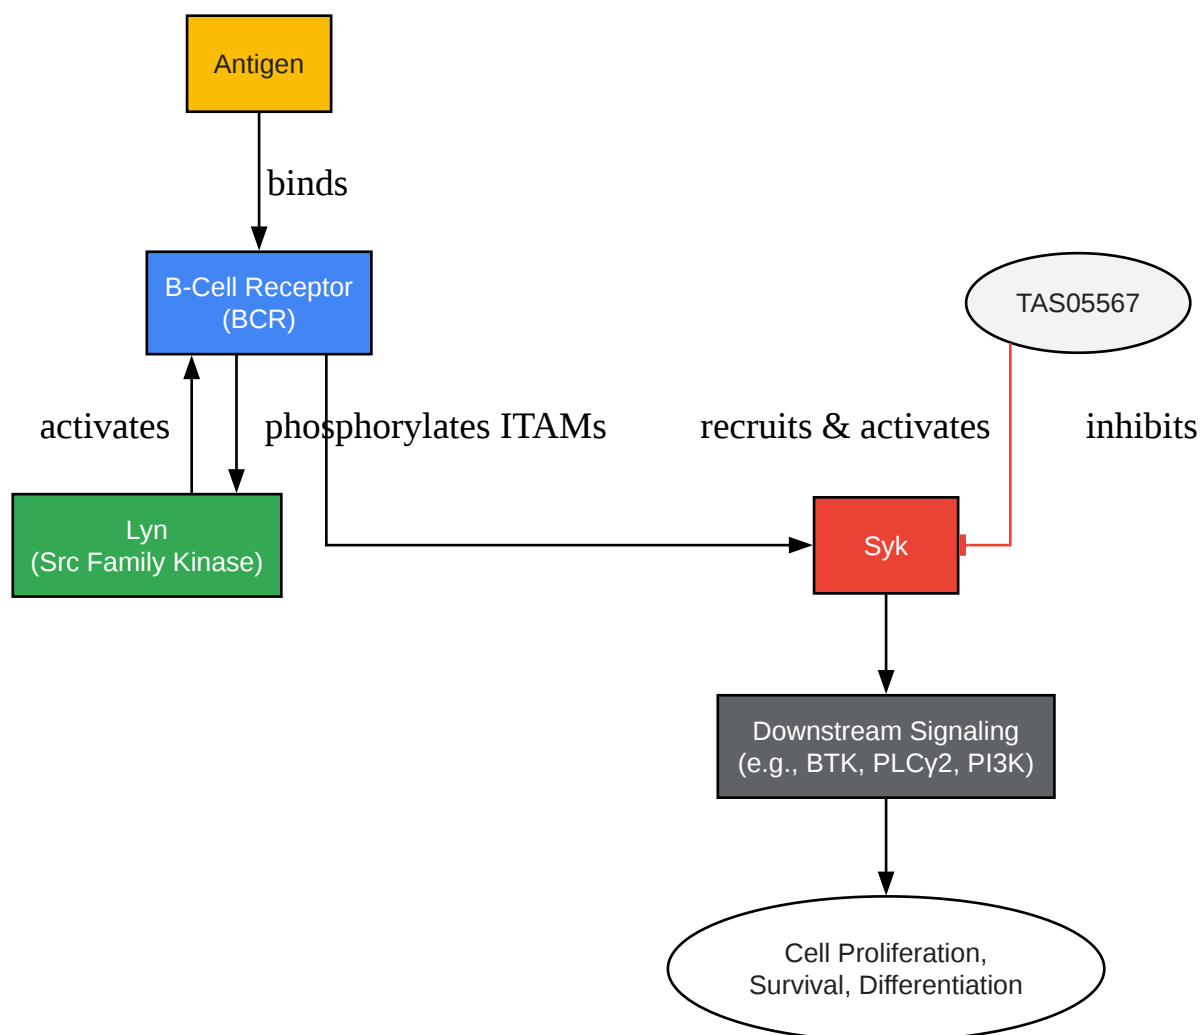 Antigen
binds
B-Cell Receptor
(BCR)
TAS05567
activates
phosphorylates ITAMs
recruits & activates
inhibits
Lyn
(Src Family Kinase)
Syk
Downstream Signaling
(e.g., BTK, PLCγ2, PI3K)
Cell Proliferation,
Survival, Differentiation